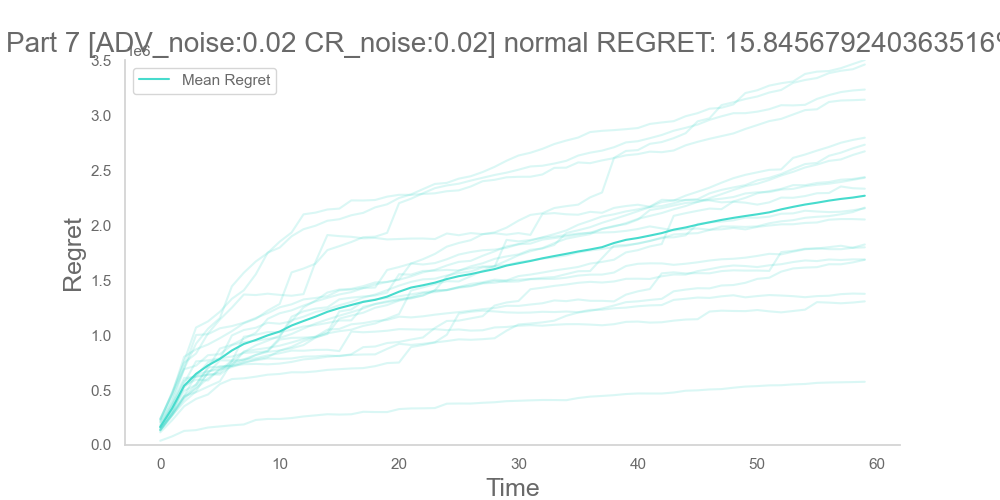 Part 7 [ADV_noise:0.02 CR_noise:0.02] normal REGRET: 15.845679240363516%
1e6
Mean Regret
3.5
3.0
2.5
2.0
1.5
1.0
0.5
0.0
Regret
0 10 20 30 40 50 60
Time